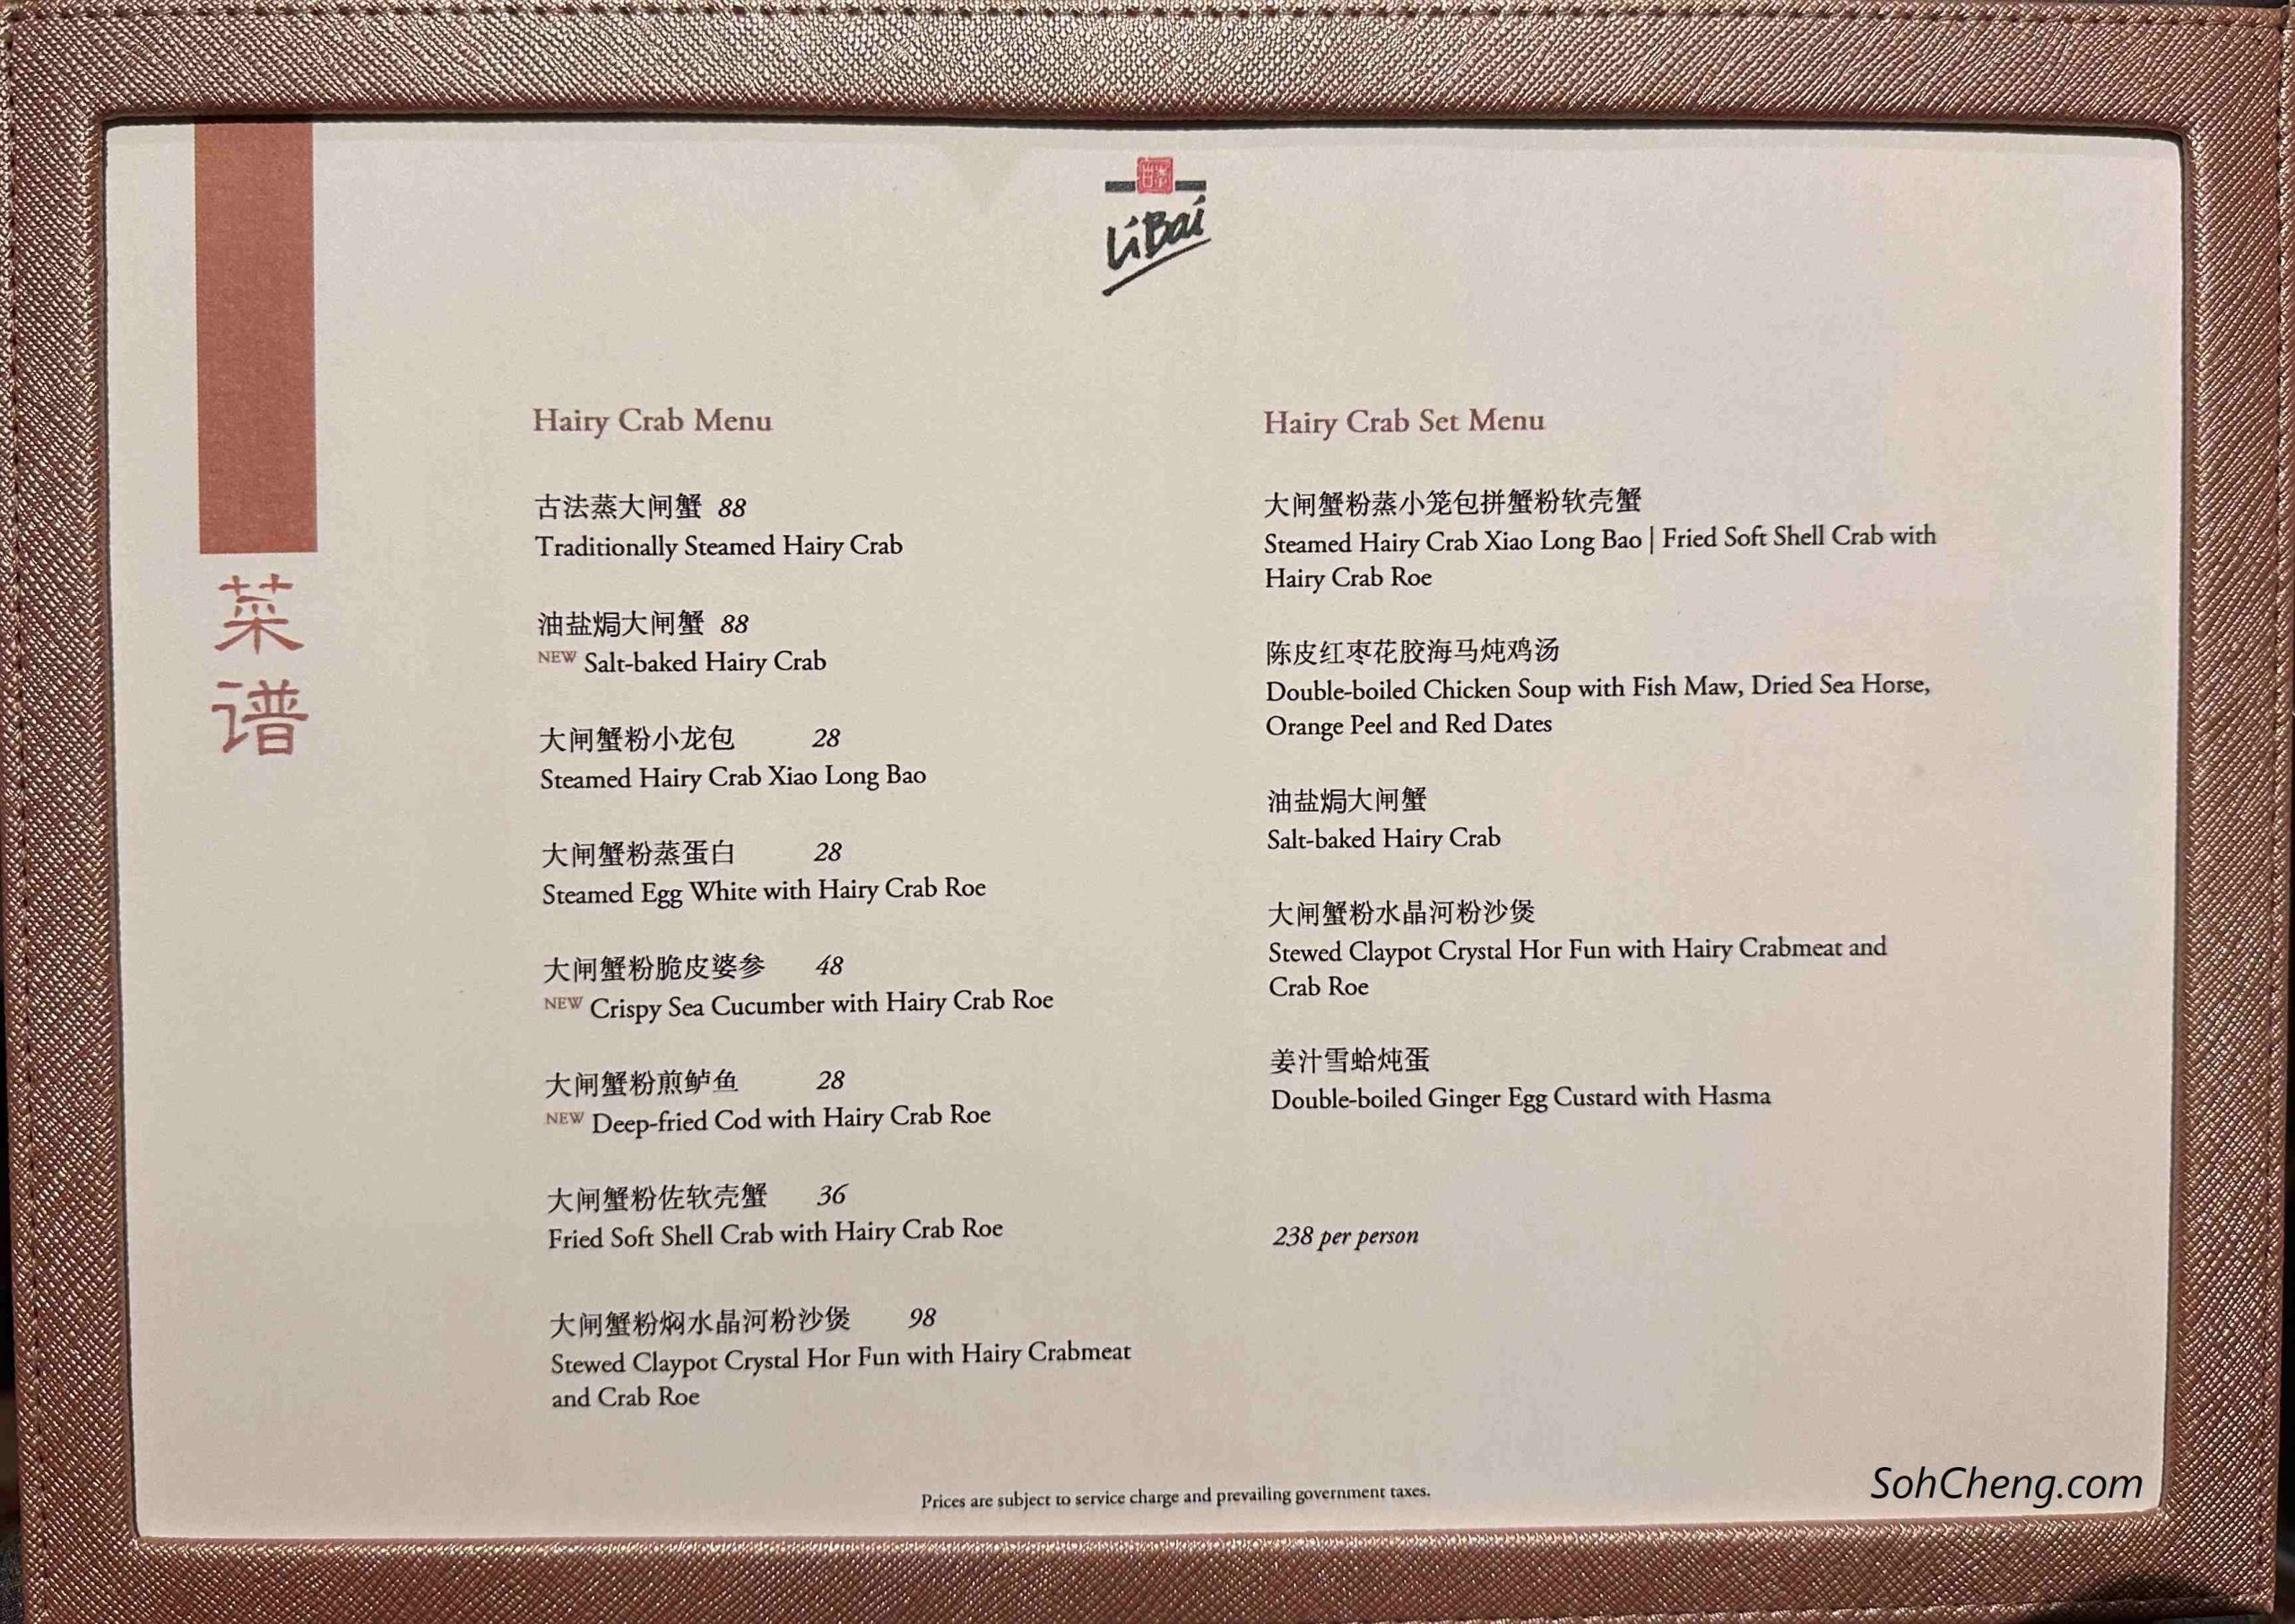 Li Bai
菜
谱
Hairy Crab Menu
古法蒸大闸蟹 88
Traditionally Steamed Hairy Crab
油盐焗大闸蟹 88
NEW Salt-baked Hairy Crab
大闸蟹粉小龙包 28
Steamed Hairy Crab Xiao Long Bao
大闸蟹粉蒸蛋白 28
Steamed Egg White with Hairy Crab Roe
大闸蟹粉脆皮婆参 48
NEW Crispy Sea Cucumber with Hairy Crab Roe
大闸蟹粉煎鲈鱼 28
NEW Deep-fried Cod with Hairy Crab Roe
大闸蟹粉佐软壳蟹 36
Fried Soft Shell Crab with Hairy Crab Roe
大闸蟹粉焖水晶河粉沙煲 98
Stewed Claypot Crystal Hor Fun with Hairy Crabmeat
and Crab Roe
Hairy Crab Set Menu
大闸蟹粉蒸小笼包拼蟹粉软壳蟹
Steamed Hairy Crab Xiao Long Bao | Fried Soft Shell Crab with
Hairy Crab Roe
陈皮红枣花胶海马炖鸡汤
Double-boiled Chicken Soup with Fish Maw, Dried Sea Horse,
Orange Peel and Red Dates
油盐焗大闸蟹
Salt-baked Hairy Crab
大闸蟹粉水晶河粉沙煲
Stewed Claypot Crystal Hor Fun with Hairy Crabmeat and
Crab Roe
姜汁雪蛤炖蛋
Double-boiled Ginger Egg Custard with Hasma
238 per person
Prices are subject to service charge and prevailing government taxes.
SohCheng.com